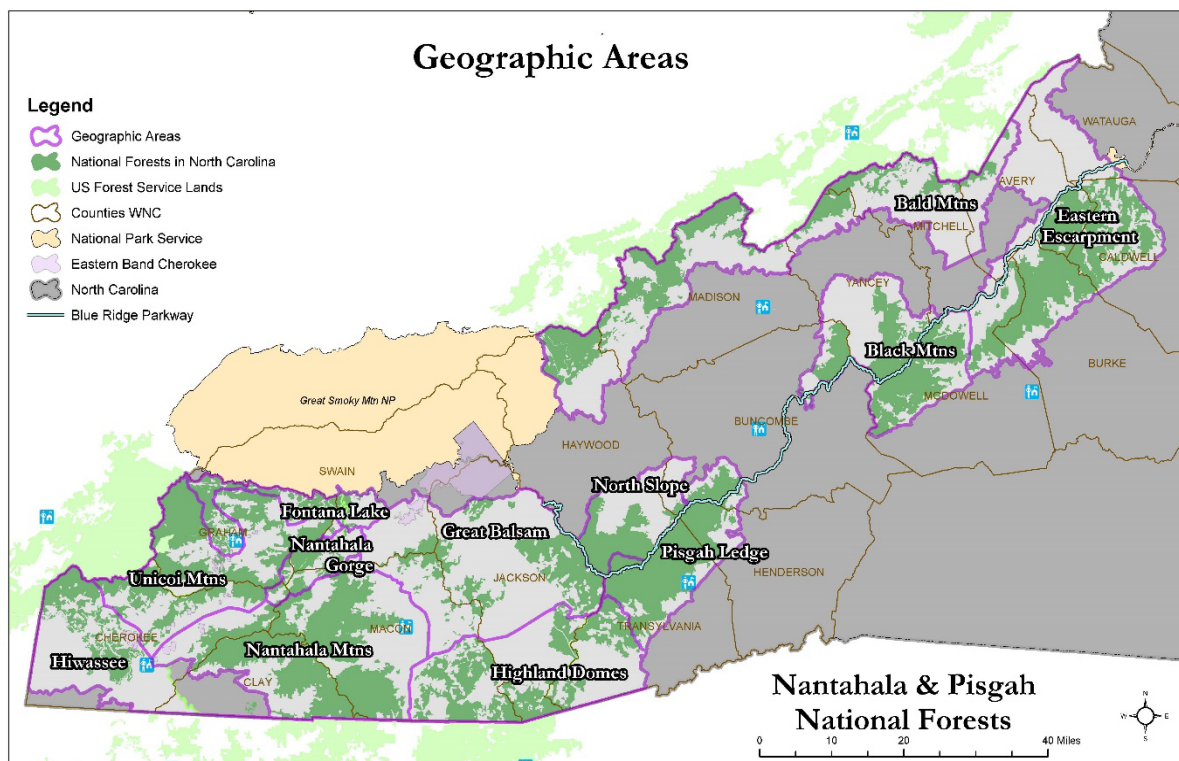 Geographic Areas
Legend
Geographic Areas
National Forests in North Carolina
US Forest Service Lands
Counties WNC
National Park Service
Eastern Band Cherokee
North Carolina
Blue Ridge Parkway
WATAUGA
AVERY
Bald Mtns
MITCHELL
Eastern
Escarpment
CALDWELL
YANCEY
MADISON
Black Mtns
BURKE
MCDOWELL
Great Smoky Mtn NP
BUNCOMBE
HAYWOOD
SWAIN
North Slope
Fontana Lake
Great Balsam
GRAHAM
Nantahala
Gorge
Pisgah Ledge
HENDERSON
Unicoi Mtns
JACKSON
TRANSYLVANIA
MACON
CHEROKEE
Nantahala Mtns
Hiwassee
Highland Domes
CLAY
Nantahala & Pisgah
National Forests
N
W E
S
0 10 20 40 Miles